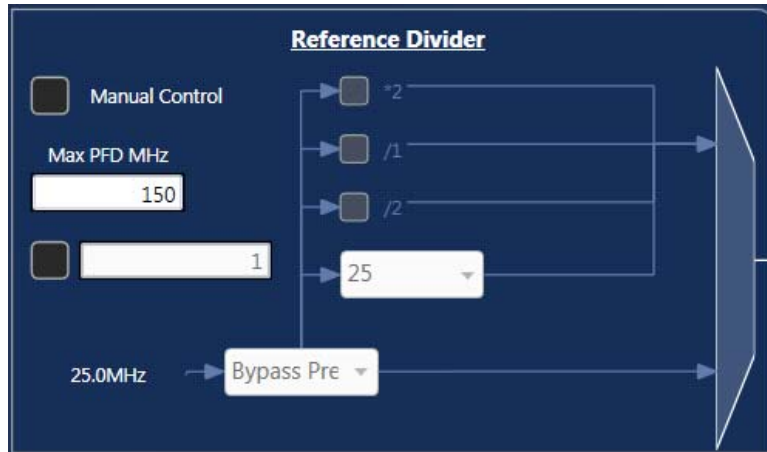 Reference Divider
Manual Control
*2
Max PFD MHz
/1
150
/2
1
25
25.0MHz
Bypass Pre